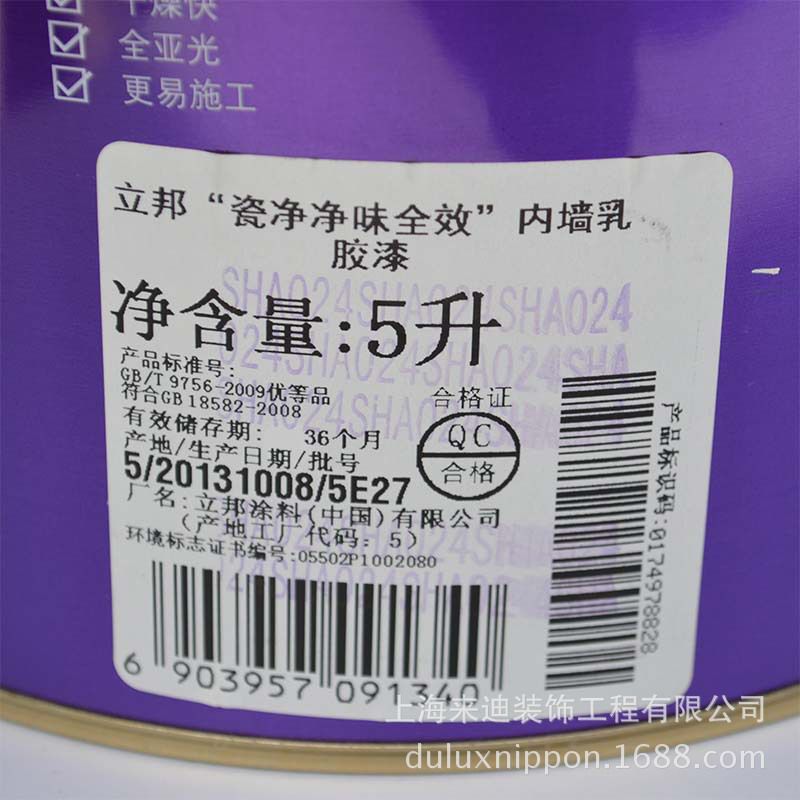 干燥快
全亚光
更易施工
立邦“瓷净净味全效”内墙乳
胶漆
SHA024SHA024SHA024
净含量:5升
024SHA024SHA024
产品标准号:
GB/T 9756-2009优等品
符合GB 18582-2008
有效储存期: 36个月
产地/生产日期/批号
5/20131008/5E27
合格证
QC
合格
厂名:立邦涂料(中国)有限公司
(产地工厂代码: 5)
环境标志证书编号:05502P1002080
6 903957 091340
产品标识码:0174978828
上海来迪装饰工程有限公司
duluxnippon.1688.com